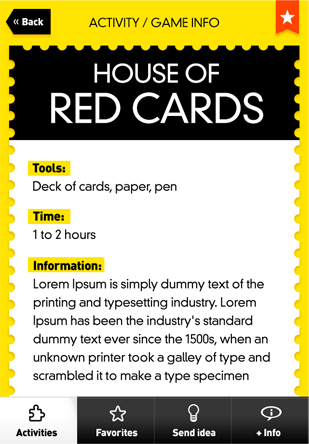 « Back
ACTIVITY / GAME INFO
HOUSE OF
RED CARDS
Tools:
Deck of cards, paper, pen
Time:
1 to 2 hours
Information:
Lorem Ipsum is simply dummy text of the
printing and typesetting industry. Lorem
Ipsum has been the industry's standard
dummy text ever since the 1500s, when an
unknown printer took a galley of type and
scrambled it to make a type specimen
Activities
Favorites
Send idea
+ Info